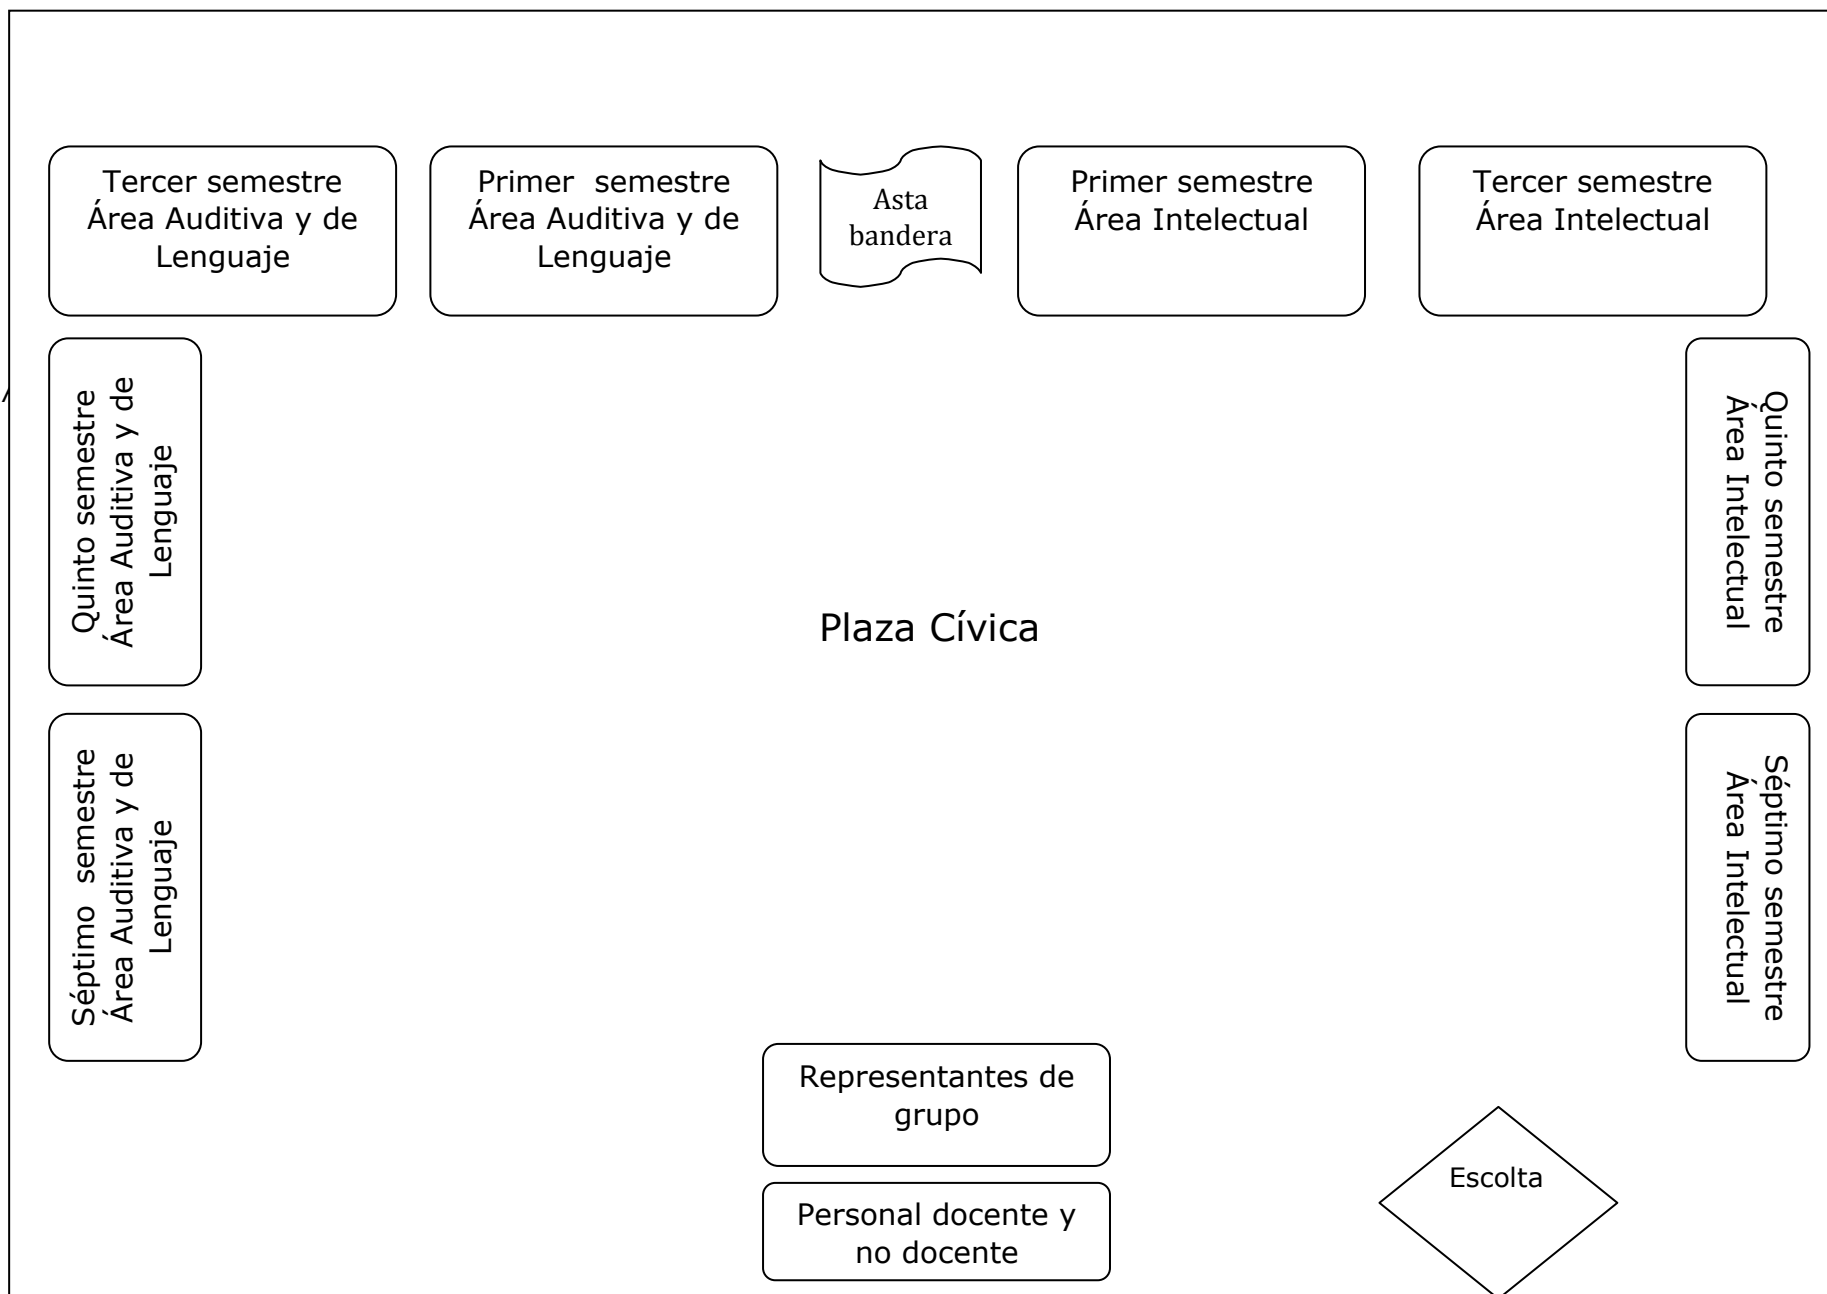 Tercer semestre
Área Auditiva y de
Lenguaje
Primer  semestre
Área Auditiva y de
Lenguaje
Asta
bandera
Primer semestre
Área Intelectual
Tercer semestre
Área Intelectual
Quinto semestre
Área Auditiva y de
Lenguaje
Quinto semestre
Área Intelectual
Plaza Cívica
Séptimo  semestre
Área Auditiva y de
Lenguaje
Séptimo semestre
Área Intelectual
Representantes de
grupo
Escolta
Personal docente y
no docente